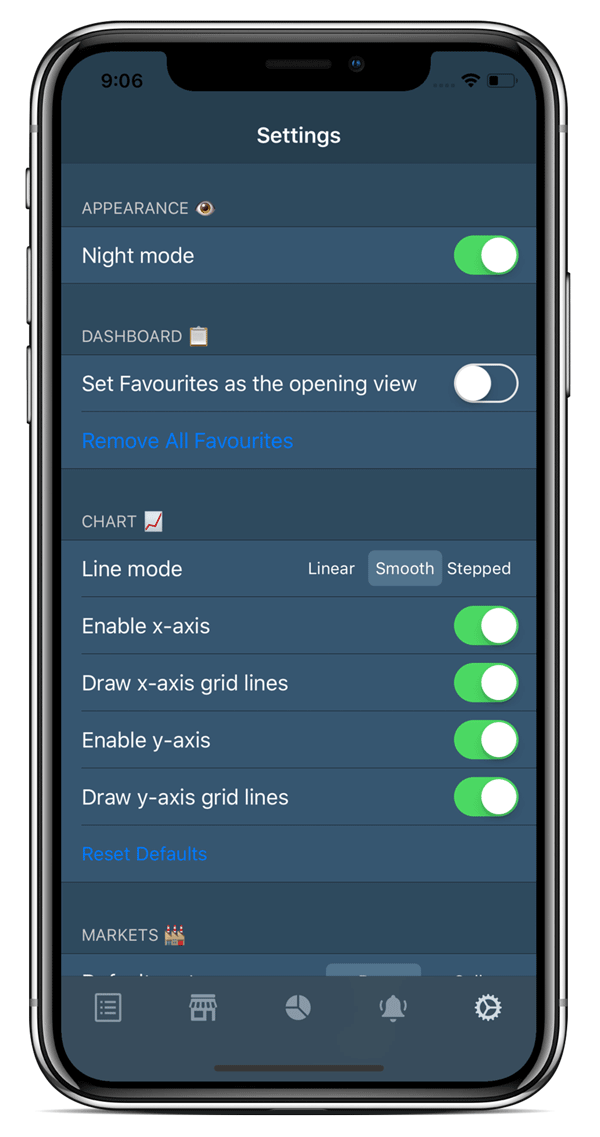 9:06
Settings
APPEARANCE 👁️
Night mode
DASHBOARD 📋
Set Favourites as the opening view
Remove All Favourites
CHART 📈
Line mode Linear Smooth Stepped
Enable x-axis
Draw x-axis grid lines
Enable y-axis
Draw y-axis grid lines
Reset Defaults
MARKETS 🏭